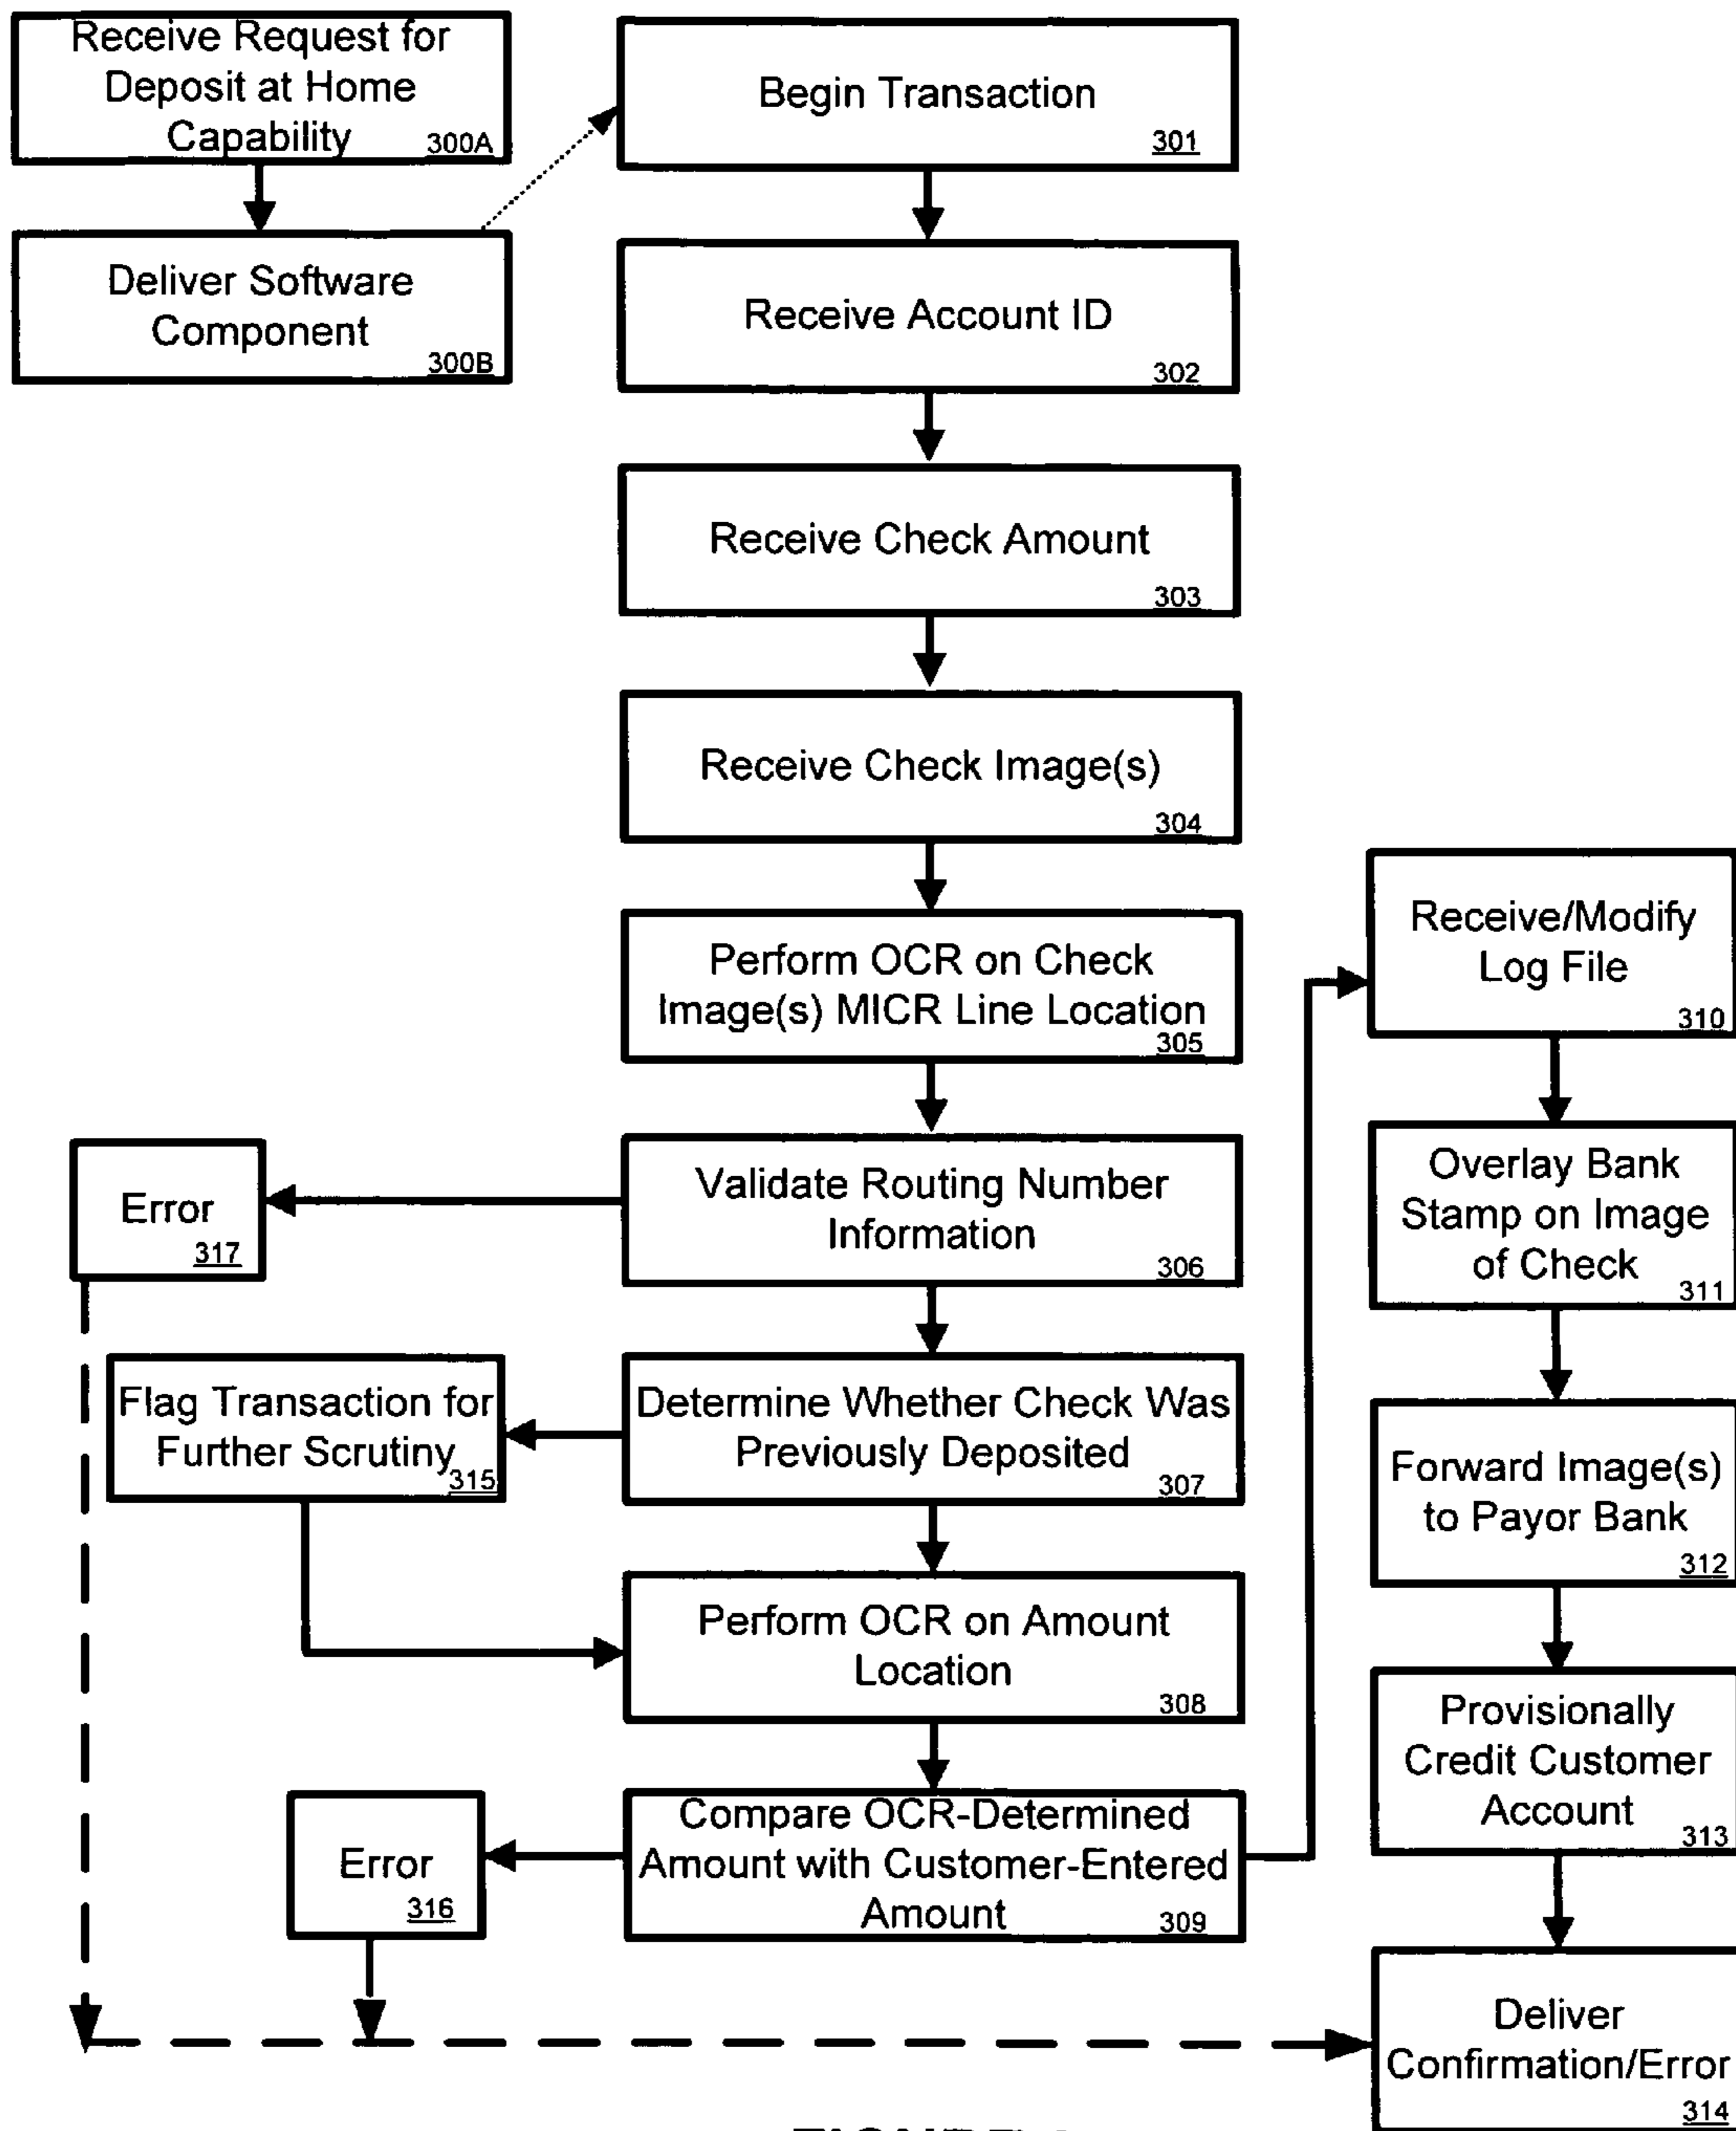 Receive Request for
Deposit at Home
Capability
300A
Deliver Software
Component
300B
Begin Transaction
301
Receive Account ID
302
Receive Check Amount
303
Receive Check Image(s)
304
Perform OCR on Check
Image(s) MICR Line Location
305
Validate Routing Number
Information
306
Error
317
Determine Whether Check Was
Previously Deposited
307
Flag Transaction for
Further Scrutiny
315
Perform OCR on Amount
Location
308
Compare OCR-Determined
Amount with Customer-Entered
Amount
309
Error
316
Receive/Modify
Log File
310
Overlay Bank
Stamp on Image
of Check
311
Forward Image(s)
to Payor Bank
312
Provisionally
Credit Customer
Account
313
Deliver
Confirmation/Error
314